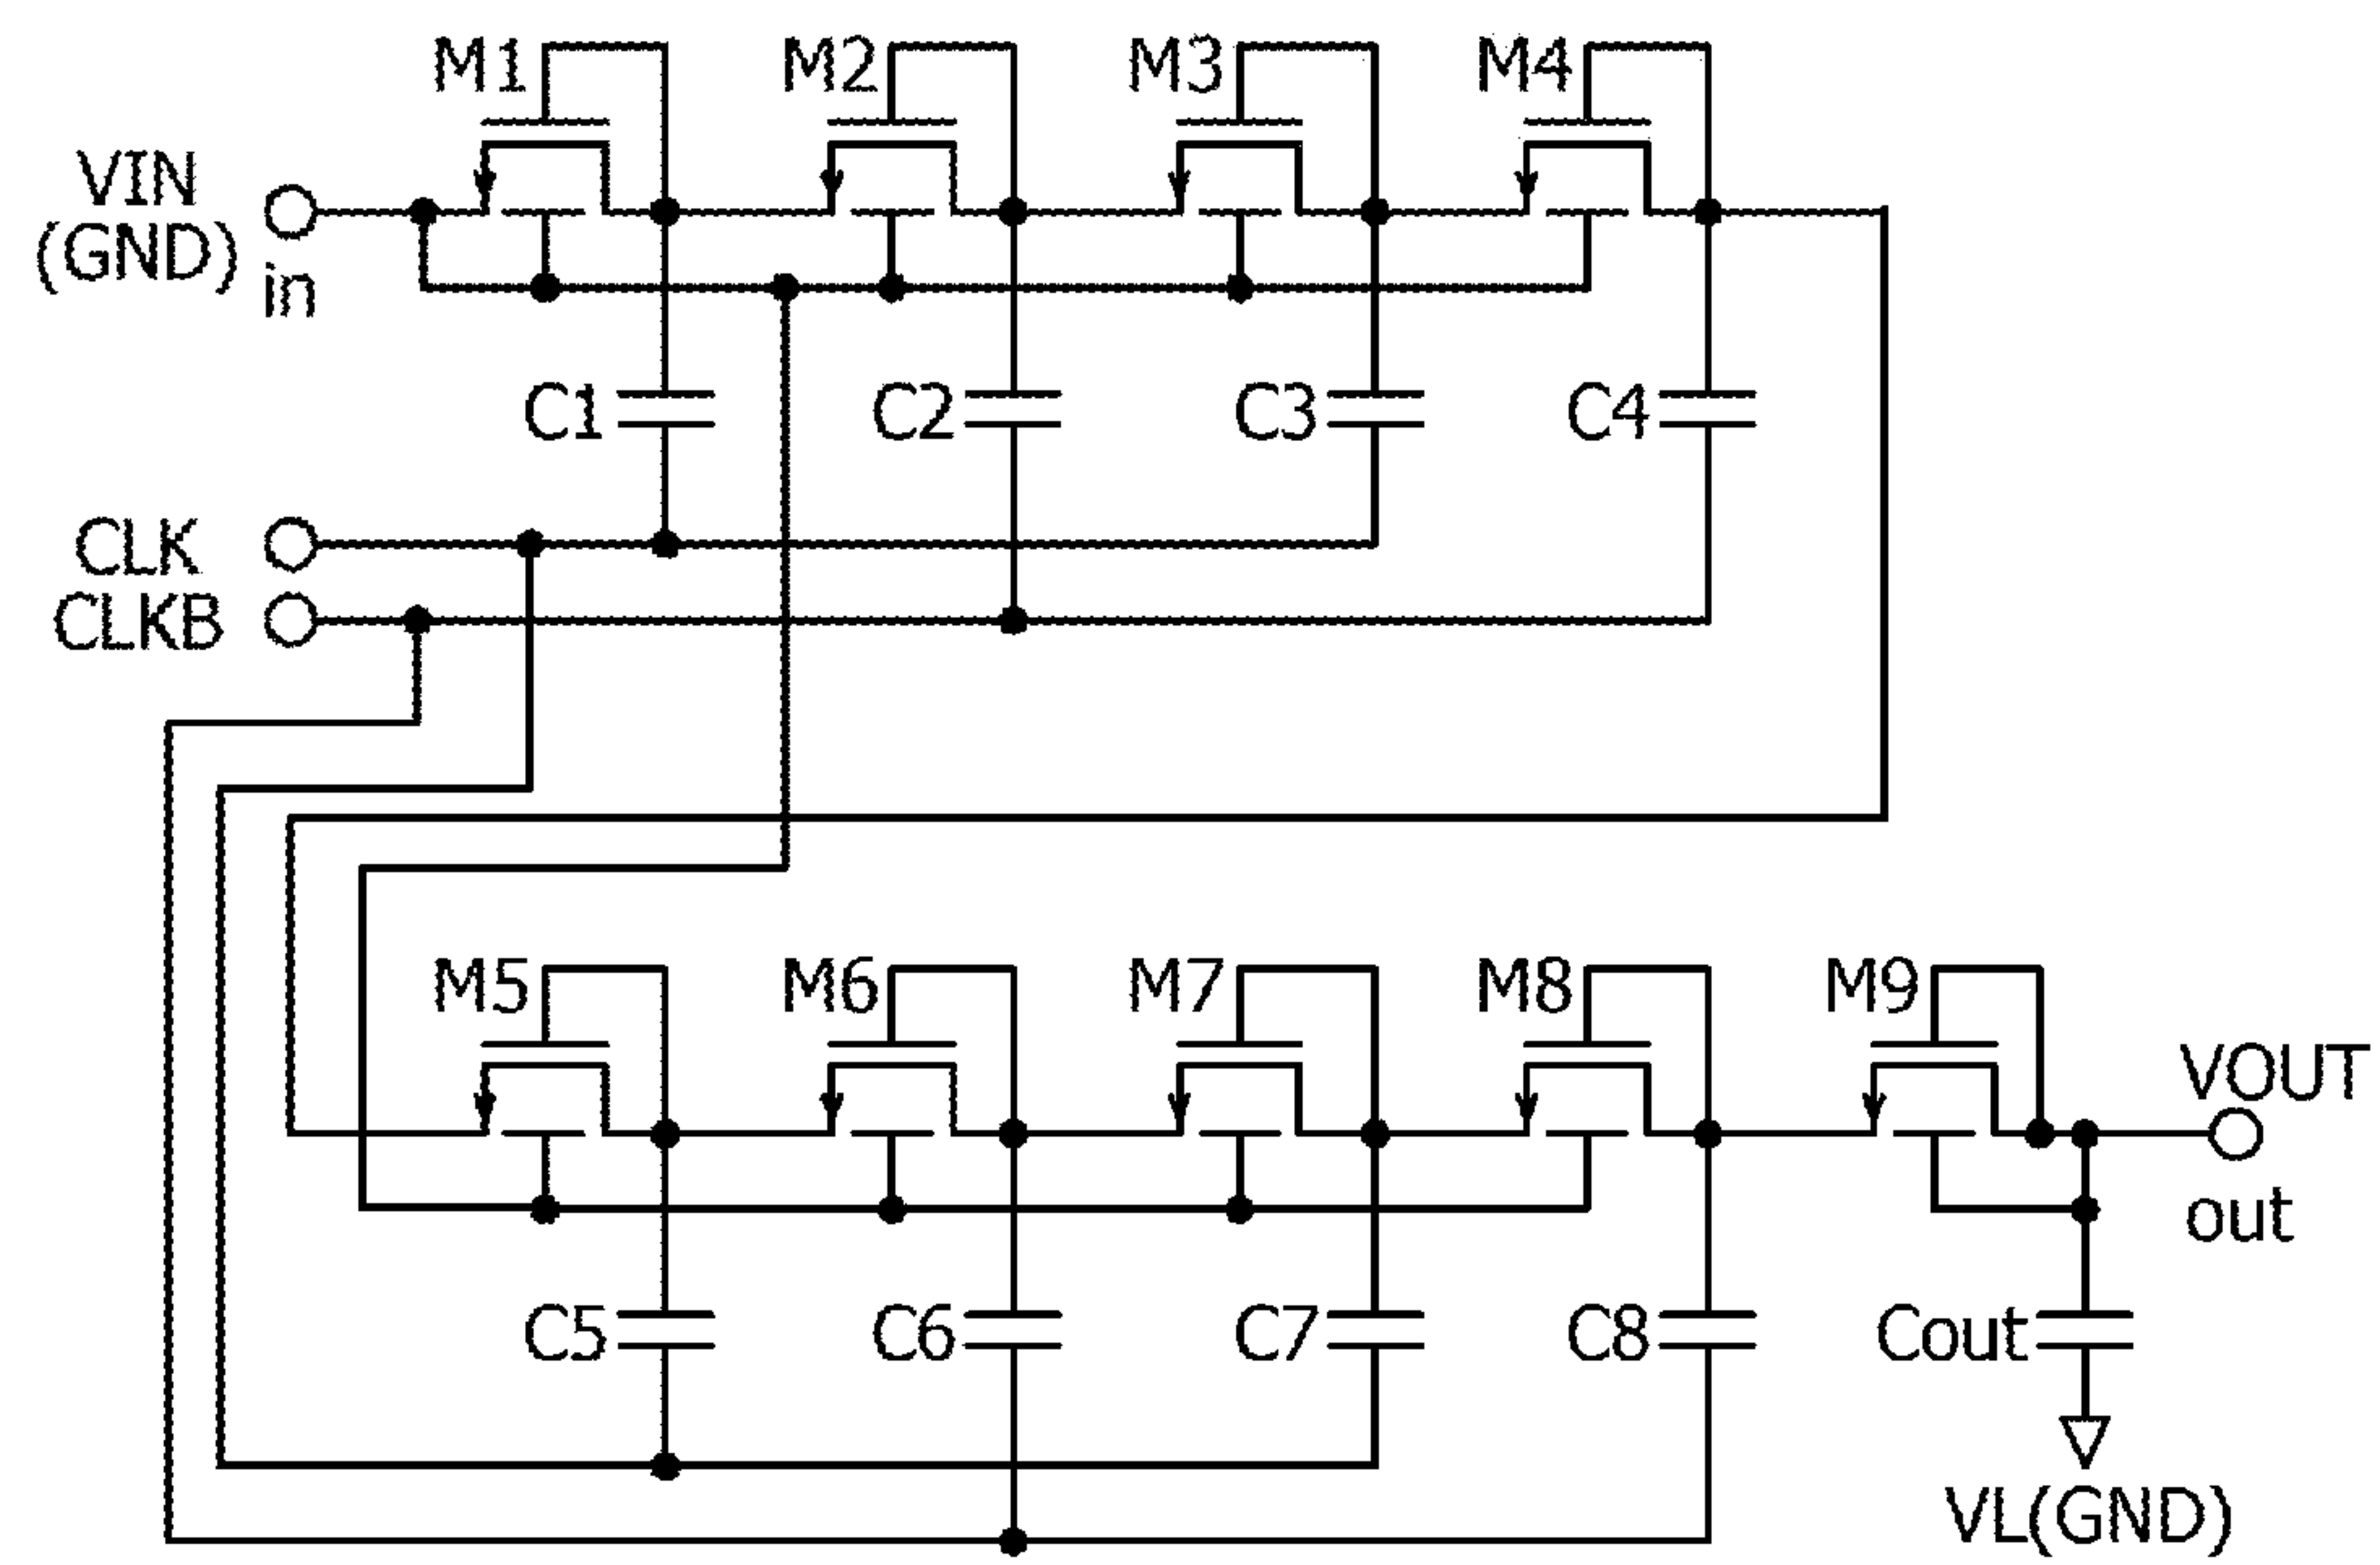 M1 M2 M3 M4
VIN
(GND)
in
C1 C2 C3 C4
CLK
CLKB
M5 M6 M7 M8 M9
VOUT
out
C5 C6 C7 C8 Cout
VL(GND)